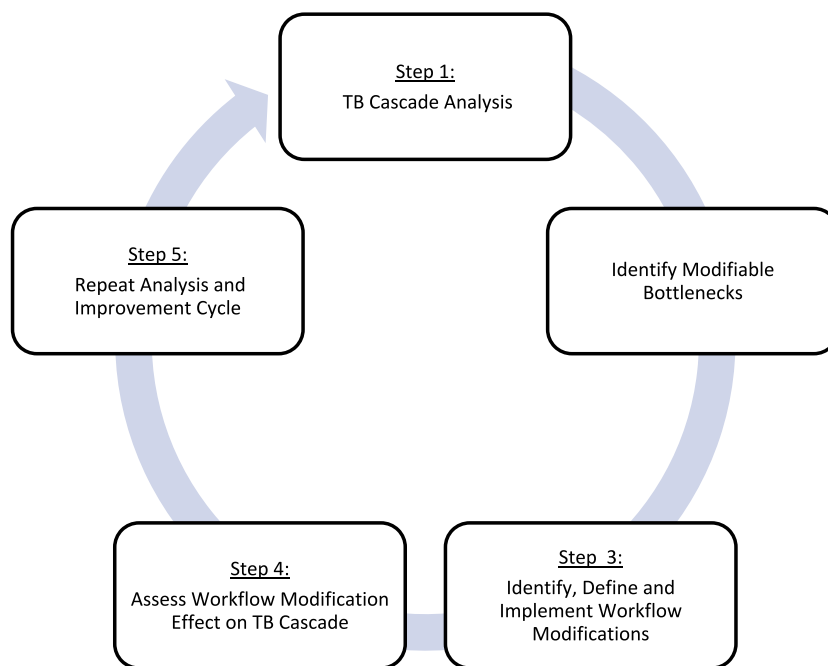 Step 1:
TB Cascade Analysis
Identify Modifiable
Bottlenecks
Step  3:
Identify, Define and
Implement Workflow
Modifications
Step 4:
Assess Workflow Modification
Effect on TB Cascade
Step 5:
Repeat Analysis and
Improvement Cycle